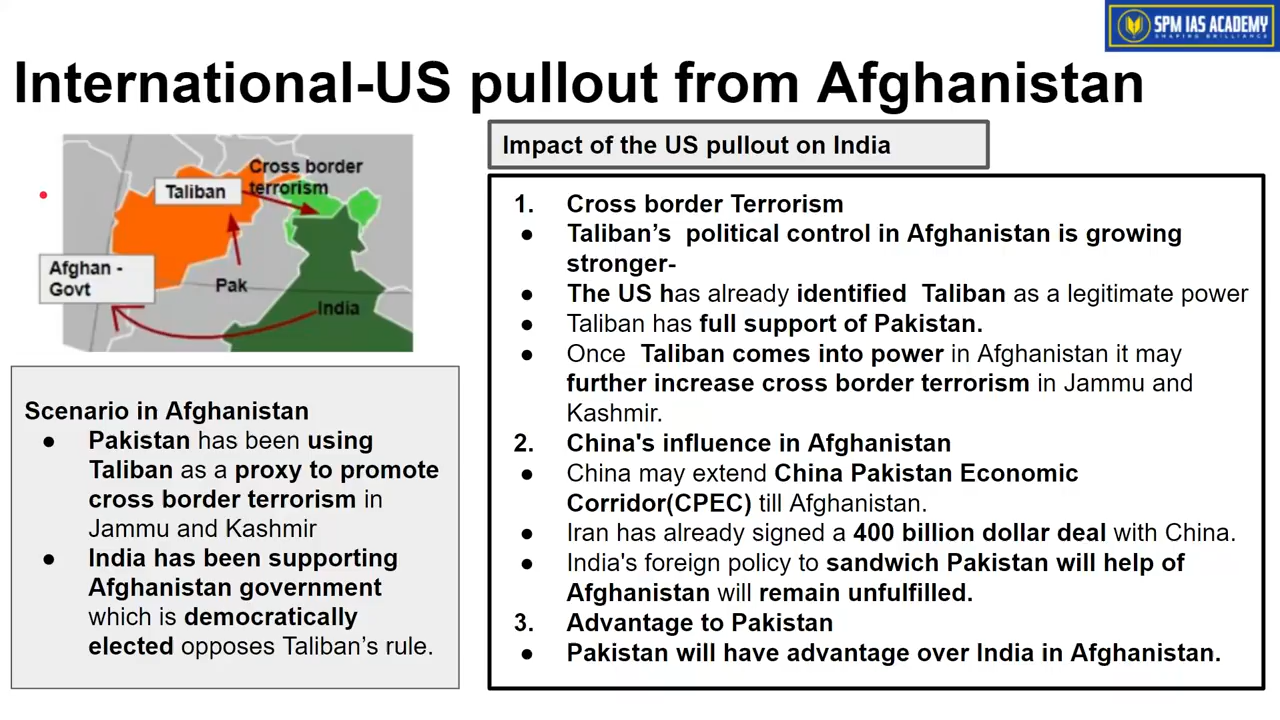 SPM IAS ACADEMY
SHAPING BRILLIANCE
International-US pullout from Afghanistan
Cross border
terrorism
Taliban
Afghan -
Govt
Pak
India
Scenario in Afghanistan
● Pakistan has been using
Taliban as a proxy to promote
cross border terrorism in
Jammu and Kashmir
● India has been supporting
Afghanistan government
which is democratically
elected opposes Taliban’s rule.
Impact of the US pullout on India
1. Cross border Terrorism
● Taliban’s political control in Afghanistan is growing
stronger-
● The US has already identified Taliban as a legitimate power
● Taliban has full support of Pakistan.
● Once Taliban comes into power in Afghanistan it may
further increase cross border terrorism in Jammu and
Kashmir.
2. China's influence in Afghanistan
● China may extend China Pakistan Economic
Corridor(CPEC) till Afghanistan.
● Iran has already signed a 400 billion dollar deal with China.
● India's foreign policy to sandwich Pakistan will help of
Afghanistan will remain unfulfilled.
3. Advantage to Pakistan
● Pakistan will have advantage over India in Afghanistan.